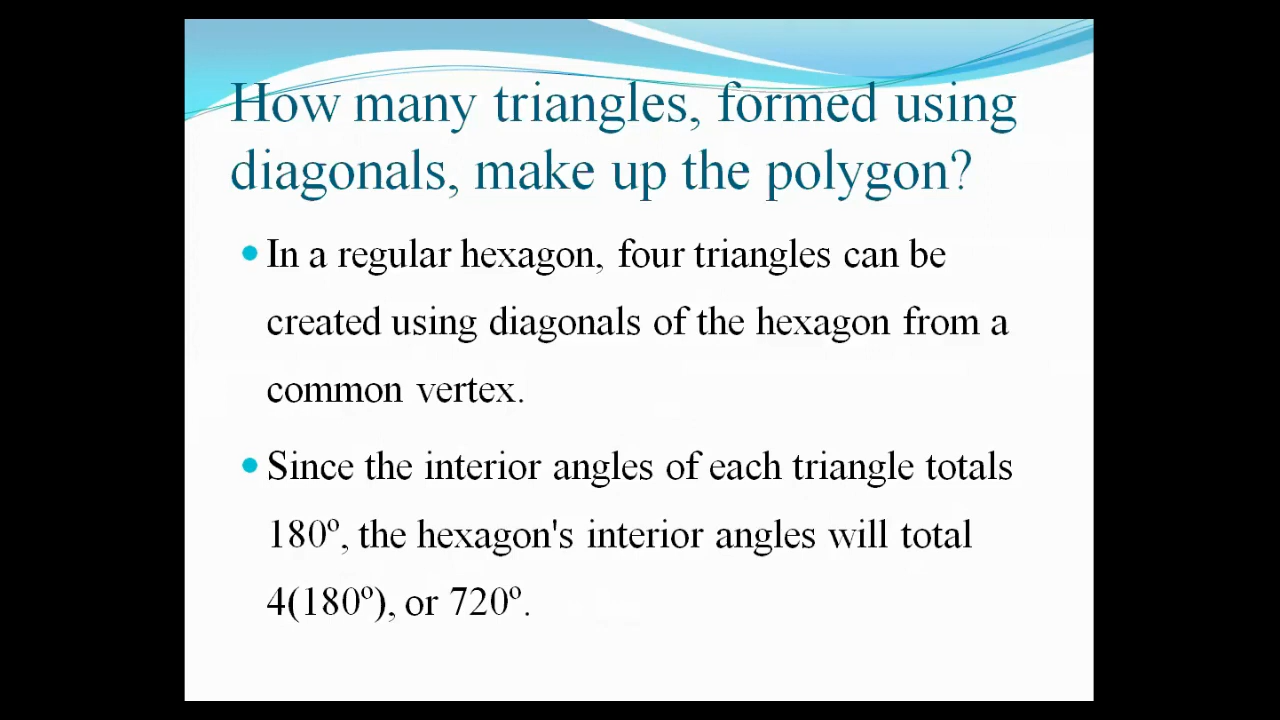 How many triangles, formed using
diagonals, make up the polygon?
• In a regular hexagon, four triangles can be
created using diagonals of the hexagon from a
common vertex.
• Since the interior angles of each triangle totals
180º, the hexagon's interior angles will total
4(180º), or 720º.